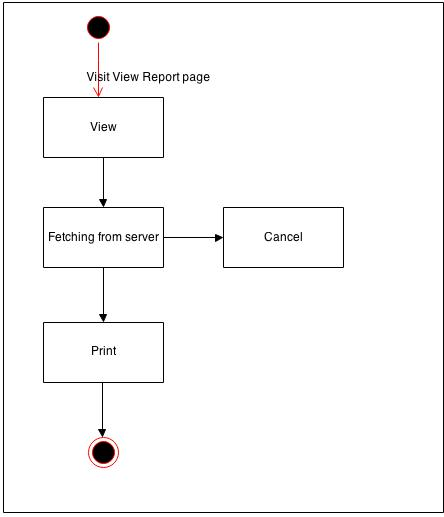 Visit View Report page
View
Fetching from server
Cancel
Print